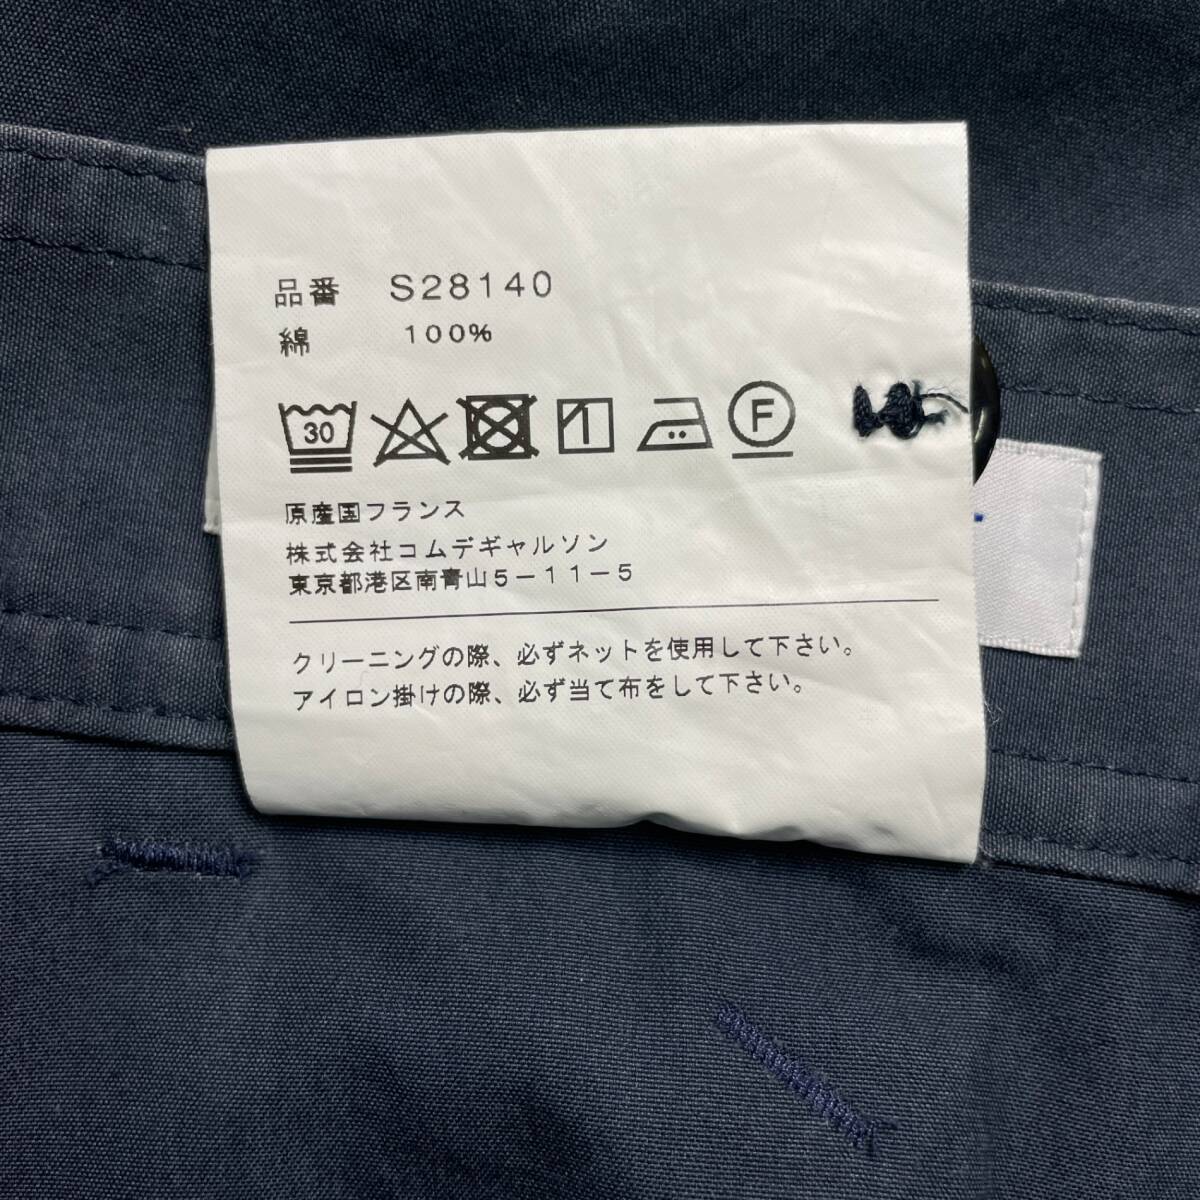 品番 S28140
綿 100%
30 F
原産国フランス
株式会社コムデギャルソン
東京都港区南青山5-11-5
クリーニングの際、必ずネットを使用して下さい。
アイロン掛けの際、必ず当て布をして下さい。